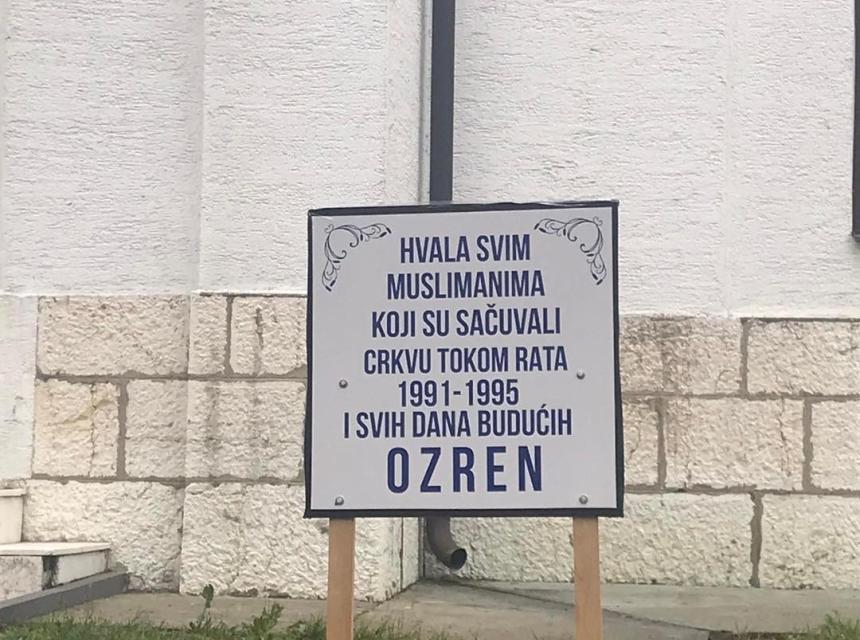 HVALA SVIM
MUSLIMANIMA
KOJI SU SAČUVALI
CRKVU TOKOM RATA
1991-1995
I SVIH DANA BUDUĆIH
OZREN